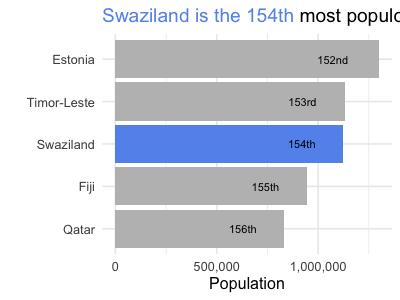 Swaziland is the 154th most popul
Estonia 152nd
Timor-Leste 153rd
Swaziland 154th
Fiji 155th
Qatar 156th
0 500,000 1,000,000
Population